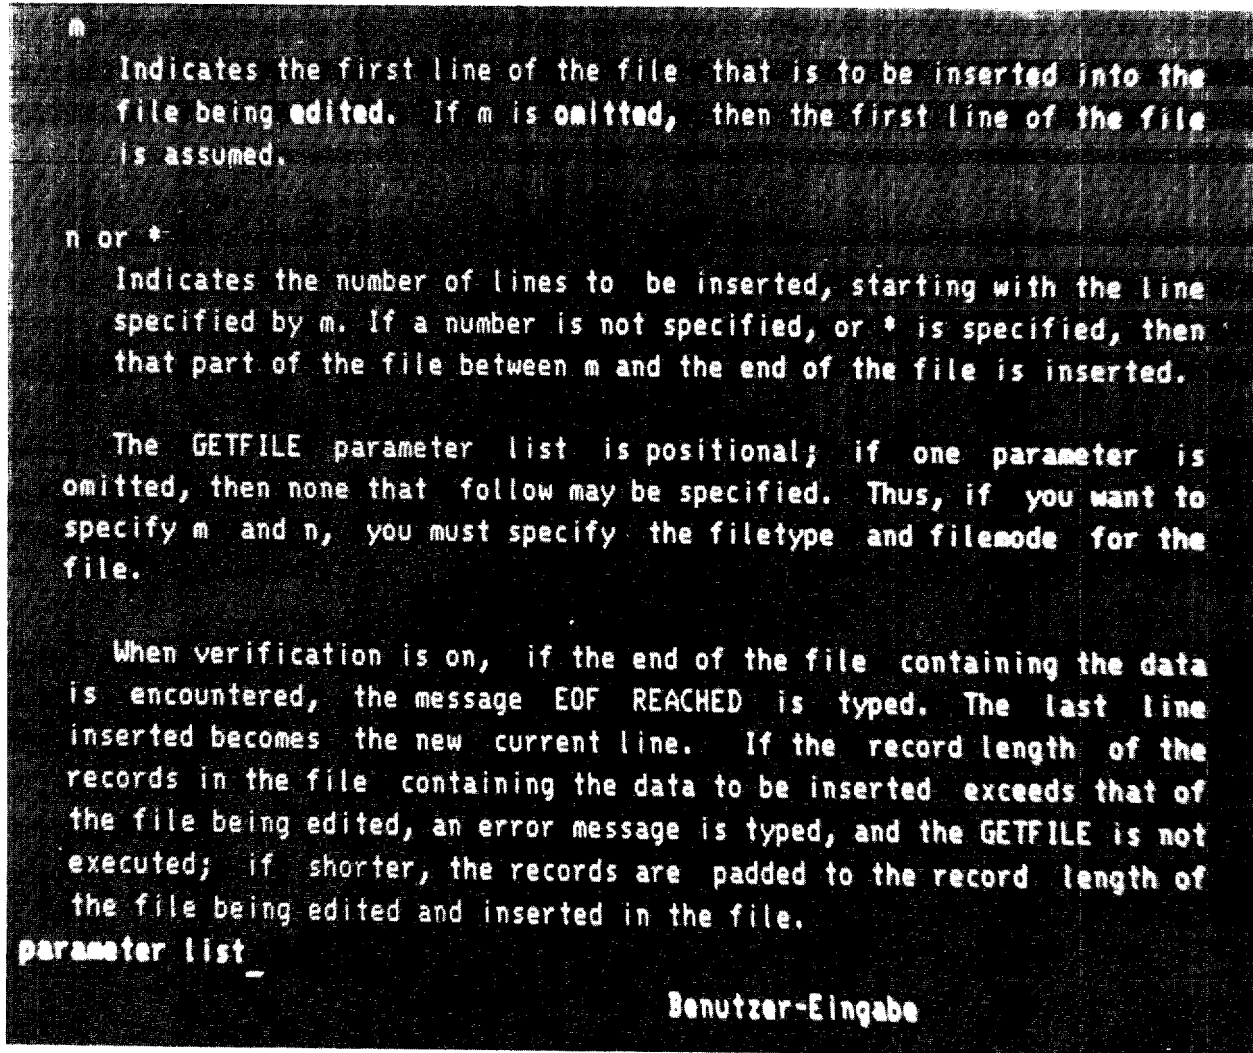 m
Indicates the first line of the file that is to be inserted into the
file being edited. If m is omitted, then the first line of the file
is assumed.
n or *
Indicates the number of lines to be inserted, starting with the line
specified by m. If a number is not specified, or * is specified, then
that part of the file between m and the end of the file is inserted.
The GETFILE parameter list is positional; if one parameter is
omitted, then none that follow may be specified. Thus, if you want to
specify m and n, you must specify the filetype and filemode for the
file.
When verification is on, if the end of the file containing the data
is encountered, the message EOF REACHED is typed. The last line
inserted becomes the new current line. If the record length of the
records in the file containing the data to be inserted exceeds that of
the file being edited, an error message is typed, and the GETFILE is not
executed; if shorter, the records are padded to the record length of
the file being edited and inserted in the file.
parameter list_
Benutzer-Eingabe